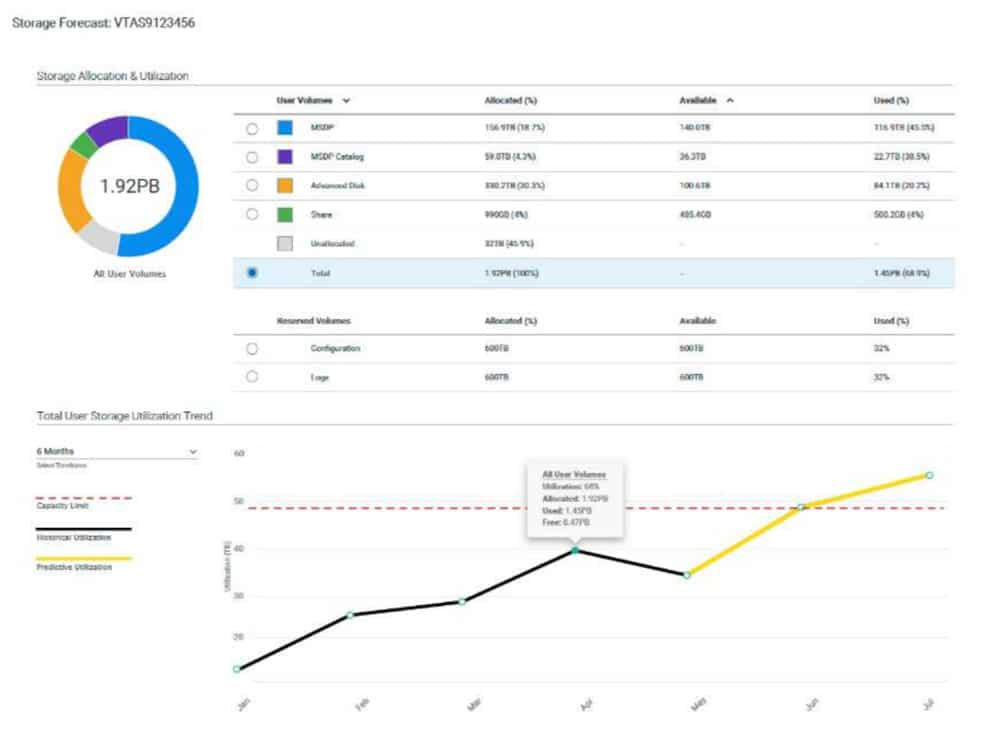 Storage Forecast: VTAS9123456
Storage Allocation & Utilization
User Volumes Allocated (%) Available Used (%)
MSDP 156.9TB (18.7%) 140.0TB 116.9TB (45.5%)
MSDP Catalog 59.0TB (4.3%) 36.3TB 22.7TB (38.5%)
Advanced Disk 330.2TB (30.3%) 100.6TB 84.1TB (20.2%)
Share 990GB (4%) 485.4GB 500.2GB (4%)
Unallocated 32TB (45.9%) - -
Total 1.92PB (100%) - 1.45PB (68.9%)
1.92PB
All User Volumes
Reserved Volumes Allocated (%) Available Used (%)
Configuration 600TB 600TB 32%
Logs 600TB 600TB 32%
Total User Storage Utilization Trend
6 Months
Select Timeframe
Capacity Limit
Historical Utilization
Predictive Utilization
Utilization (TB)
60
50
40
30
20
All User Volumes
Utilization: 68%
Allocated: 1.92PB
Used: 1.45PB
Free: 0.47PB
Jan Feb Mar Apr May Jun Jul